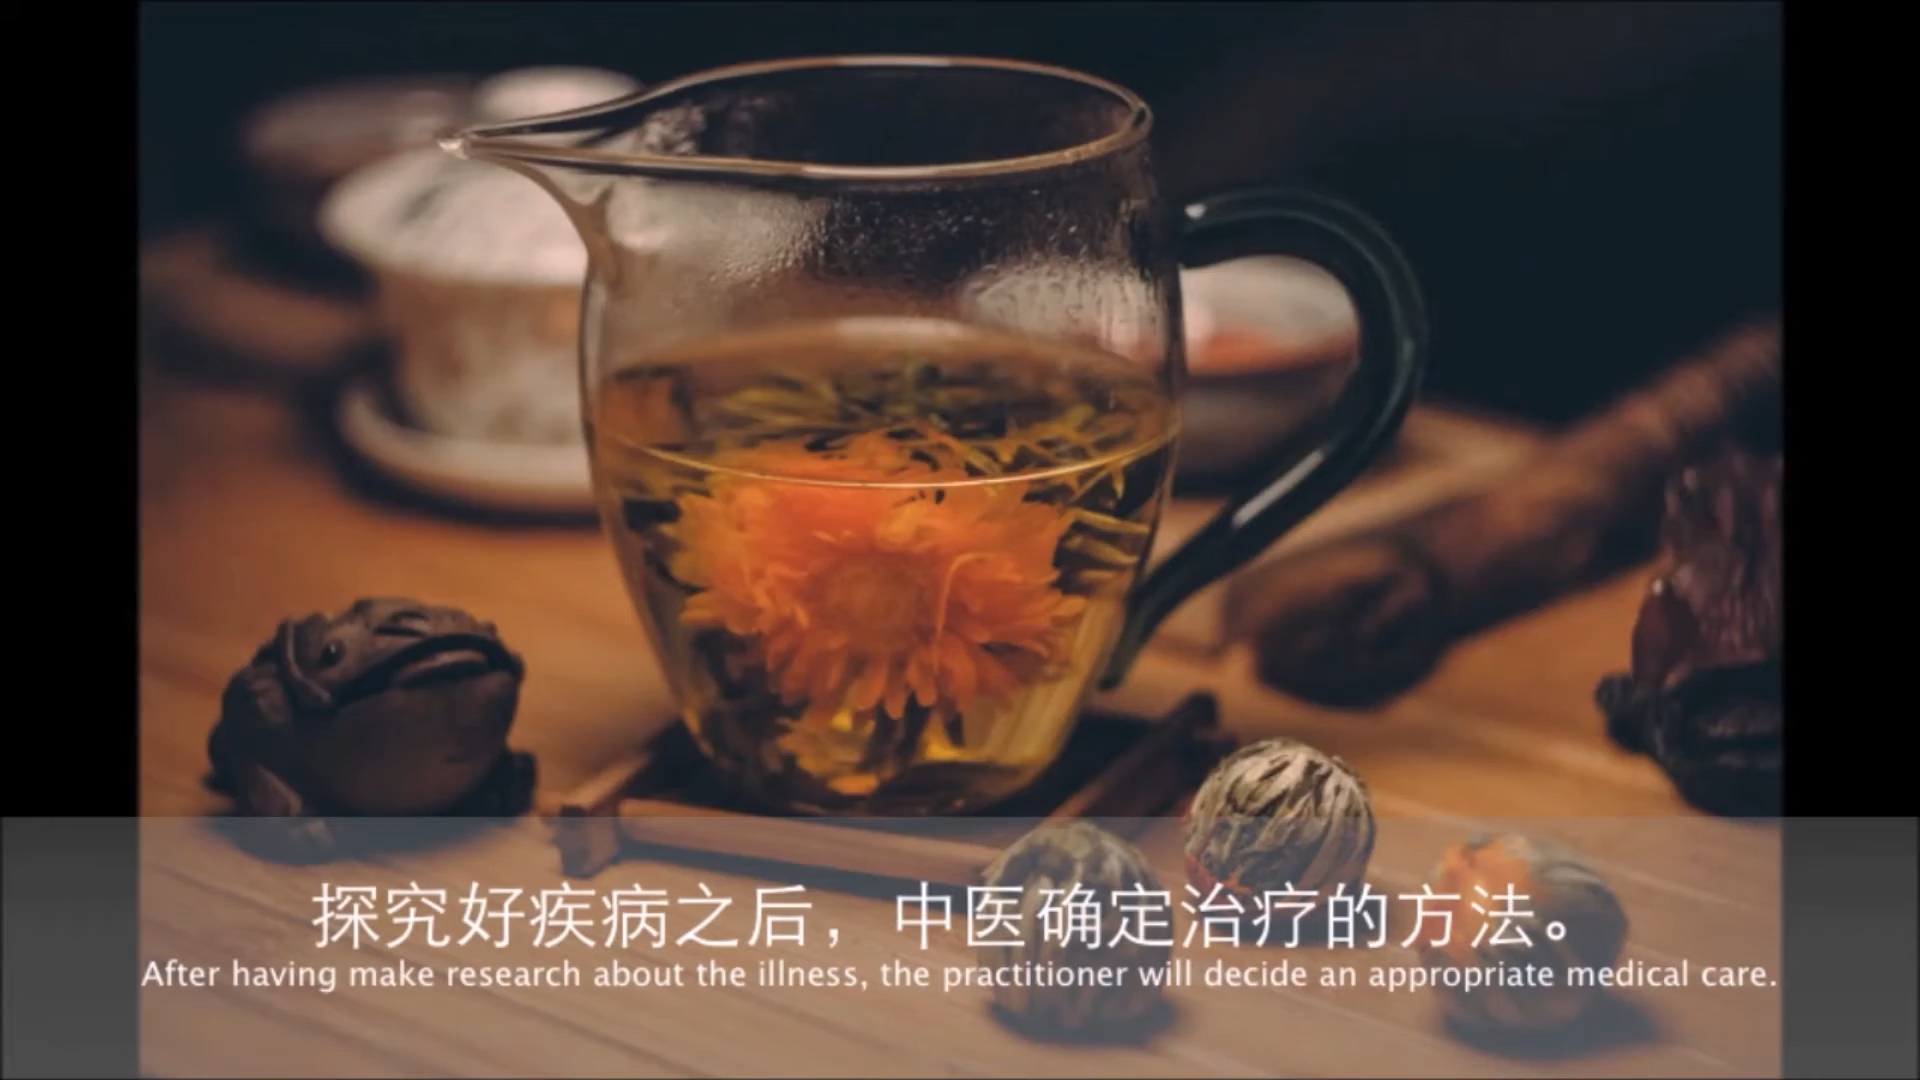 探究好疾病之后，中医确定治疗的方法。
After having make research about the illness, the practitioner will decide an appropriate medical care.